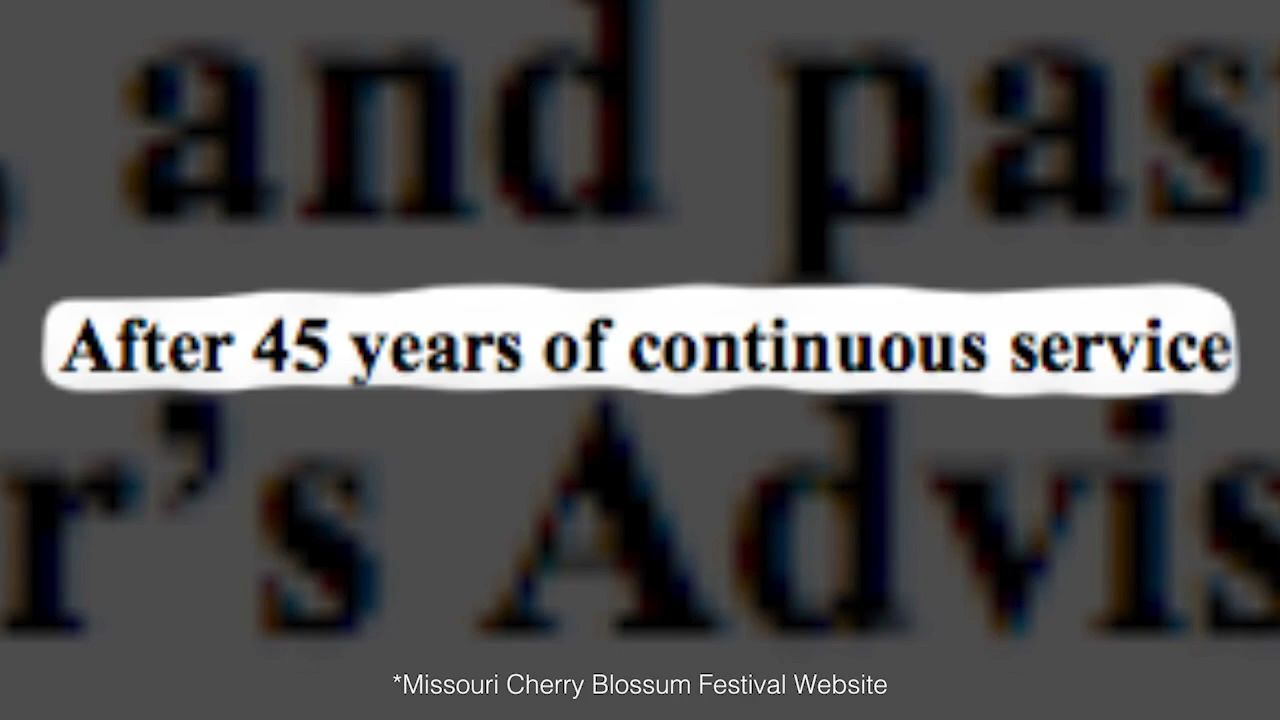 , and pas
After 45 years of continuous service
r’s Advis
*Missouri Cherry Blossum Festival Website